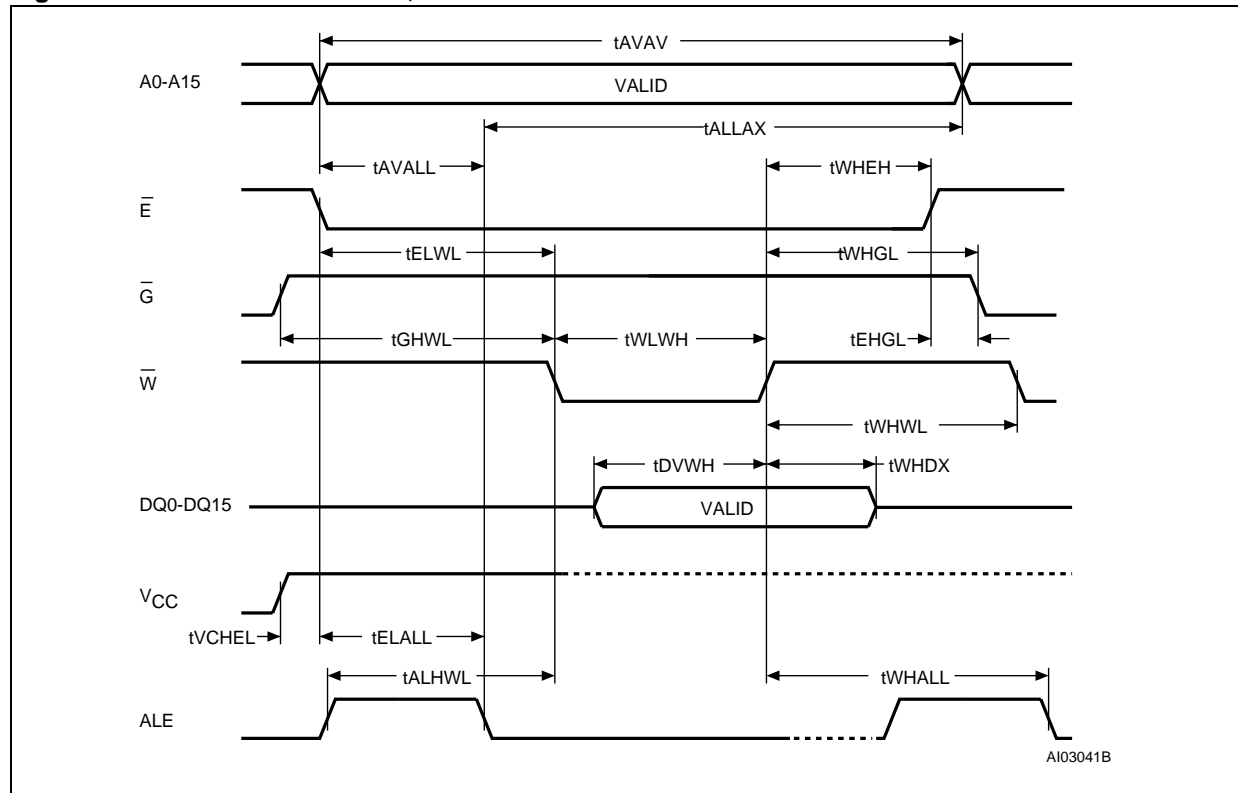 tAVAV
A0-A15
VALID
tALLAX
tAVALL
tWHEH
E
tELWL
tWHGL
G
tGHWL
tWLWH
tEHGL
W
tWHWL
tDVWH
tWHDX
DQ0-DQ15
VALID
VCC
tVCHEL
tELALL
tALHWL
tWHALL
ALE
AI03041B